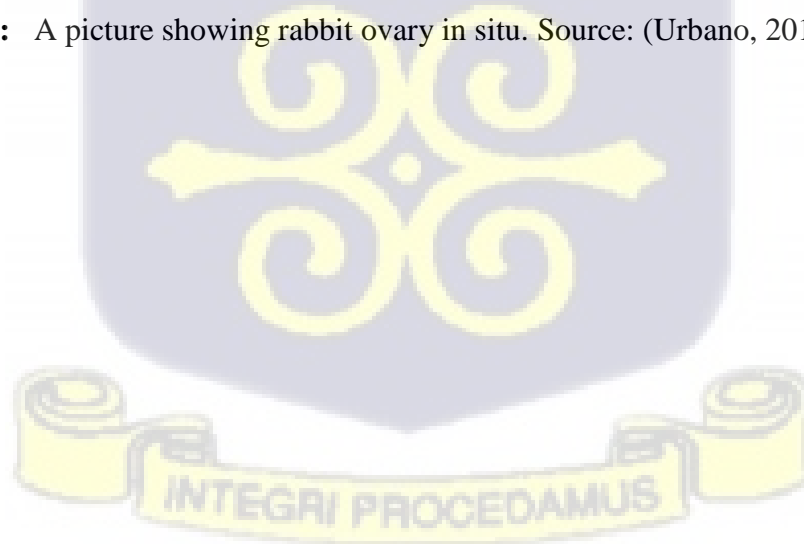 : A picture showing rabbit ovary in situ. Source: (Urbano, 201
INTEGRI PROCEDAMUS